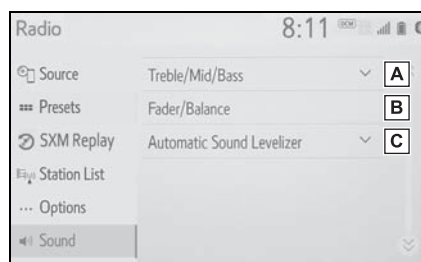 Radio 8:11 DCM
Source
Presets
SXM Replay
Station List
Options
Sound
Treble/Mid/Bass A
Fader/Balance B
Automatic Sound Levelizer C